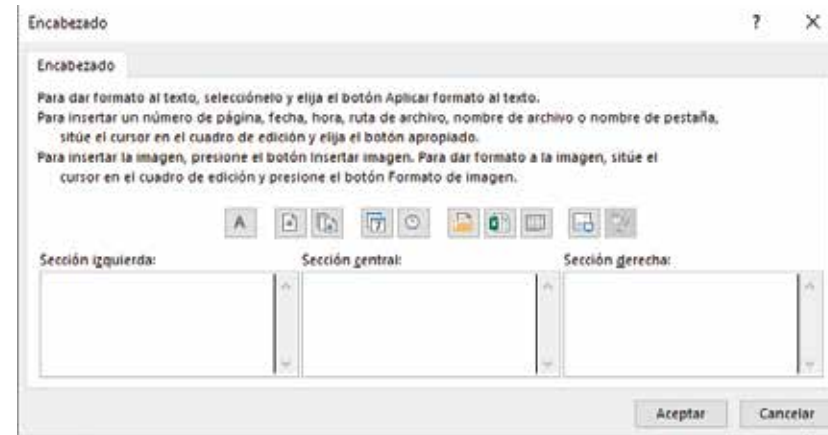 Encabezado
?
Encabezado
Para dar formato al texto, selecciónelo y elija el botón Aplicar formato al texto.
Para insertar un número de página, fecha, hora, ruta de archivo, nombre de archivo o nombre de pestaña,
sitúe el cursor en el cuadro de edición y elija el botón apropiado.
Para insertar la imagen, presione el botón Insertar imagen. Para dar formato a la imagen, sitúe el
cursor en el cuadro de edición y presione el botón Formato de imagen.
A 7
Sección izquierda: Sección central: Sección derecha:
Aceptar Cancelar